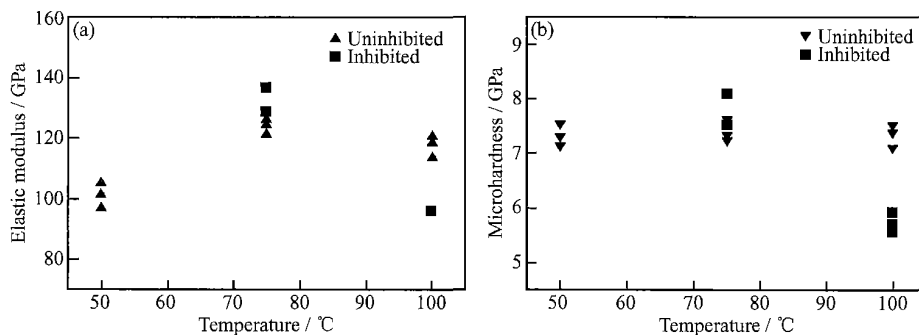 (a)
Uninhibited
Inhibited
160
140
120
100
80
Elastic modulus / GPa
50
60
70
80
90
100
Temperature / ℃
(b)
Uninhibited
Inhibited
9
8
7
6
5
Microhardness / GPa
50
60
70
80
90
100
Temperature / ℃